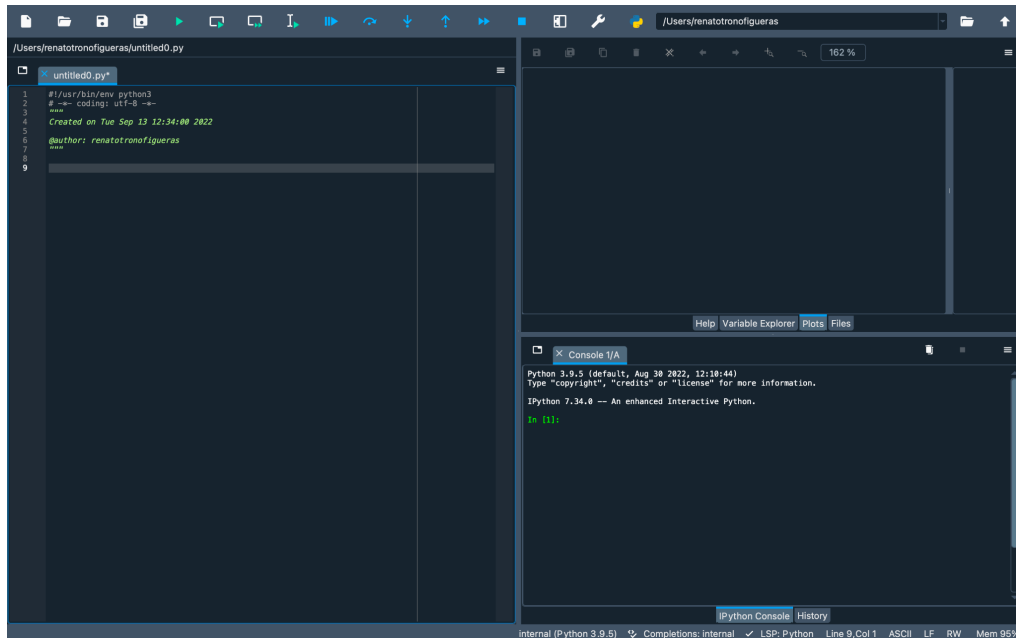 /Users/renatotronofigueras
/Users/renatotronofigueras/untitled0.py
162 %
untitled0.py*
1 #!/usr/bin/env python3
2 # -*- coding: utf-8 -*-
3 """
4 Created on Tue Sep 13 12:34:00 2022
5
6 @author: renatotronofigueras
7 """
8
9
Help Variable Explorer Plots Files
Console 1/A
Python 3.9.5 (default, Aug 30 2022, 12:10:44)
Type "copyright", "credits" or "license" for more information.
IPython 7.34.0 -- An enhanced Interactive Python.
In [1]:
IPython Console History
internal (Python 3.9.5) Completions: internal ✓ LSP: Python Line 9, Col 1 ASCII LF RW Mem 95%